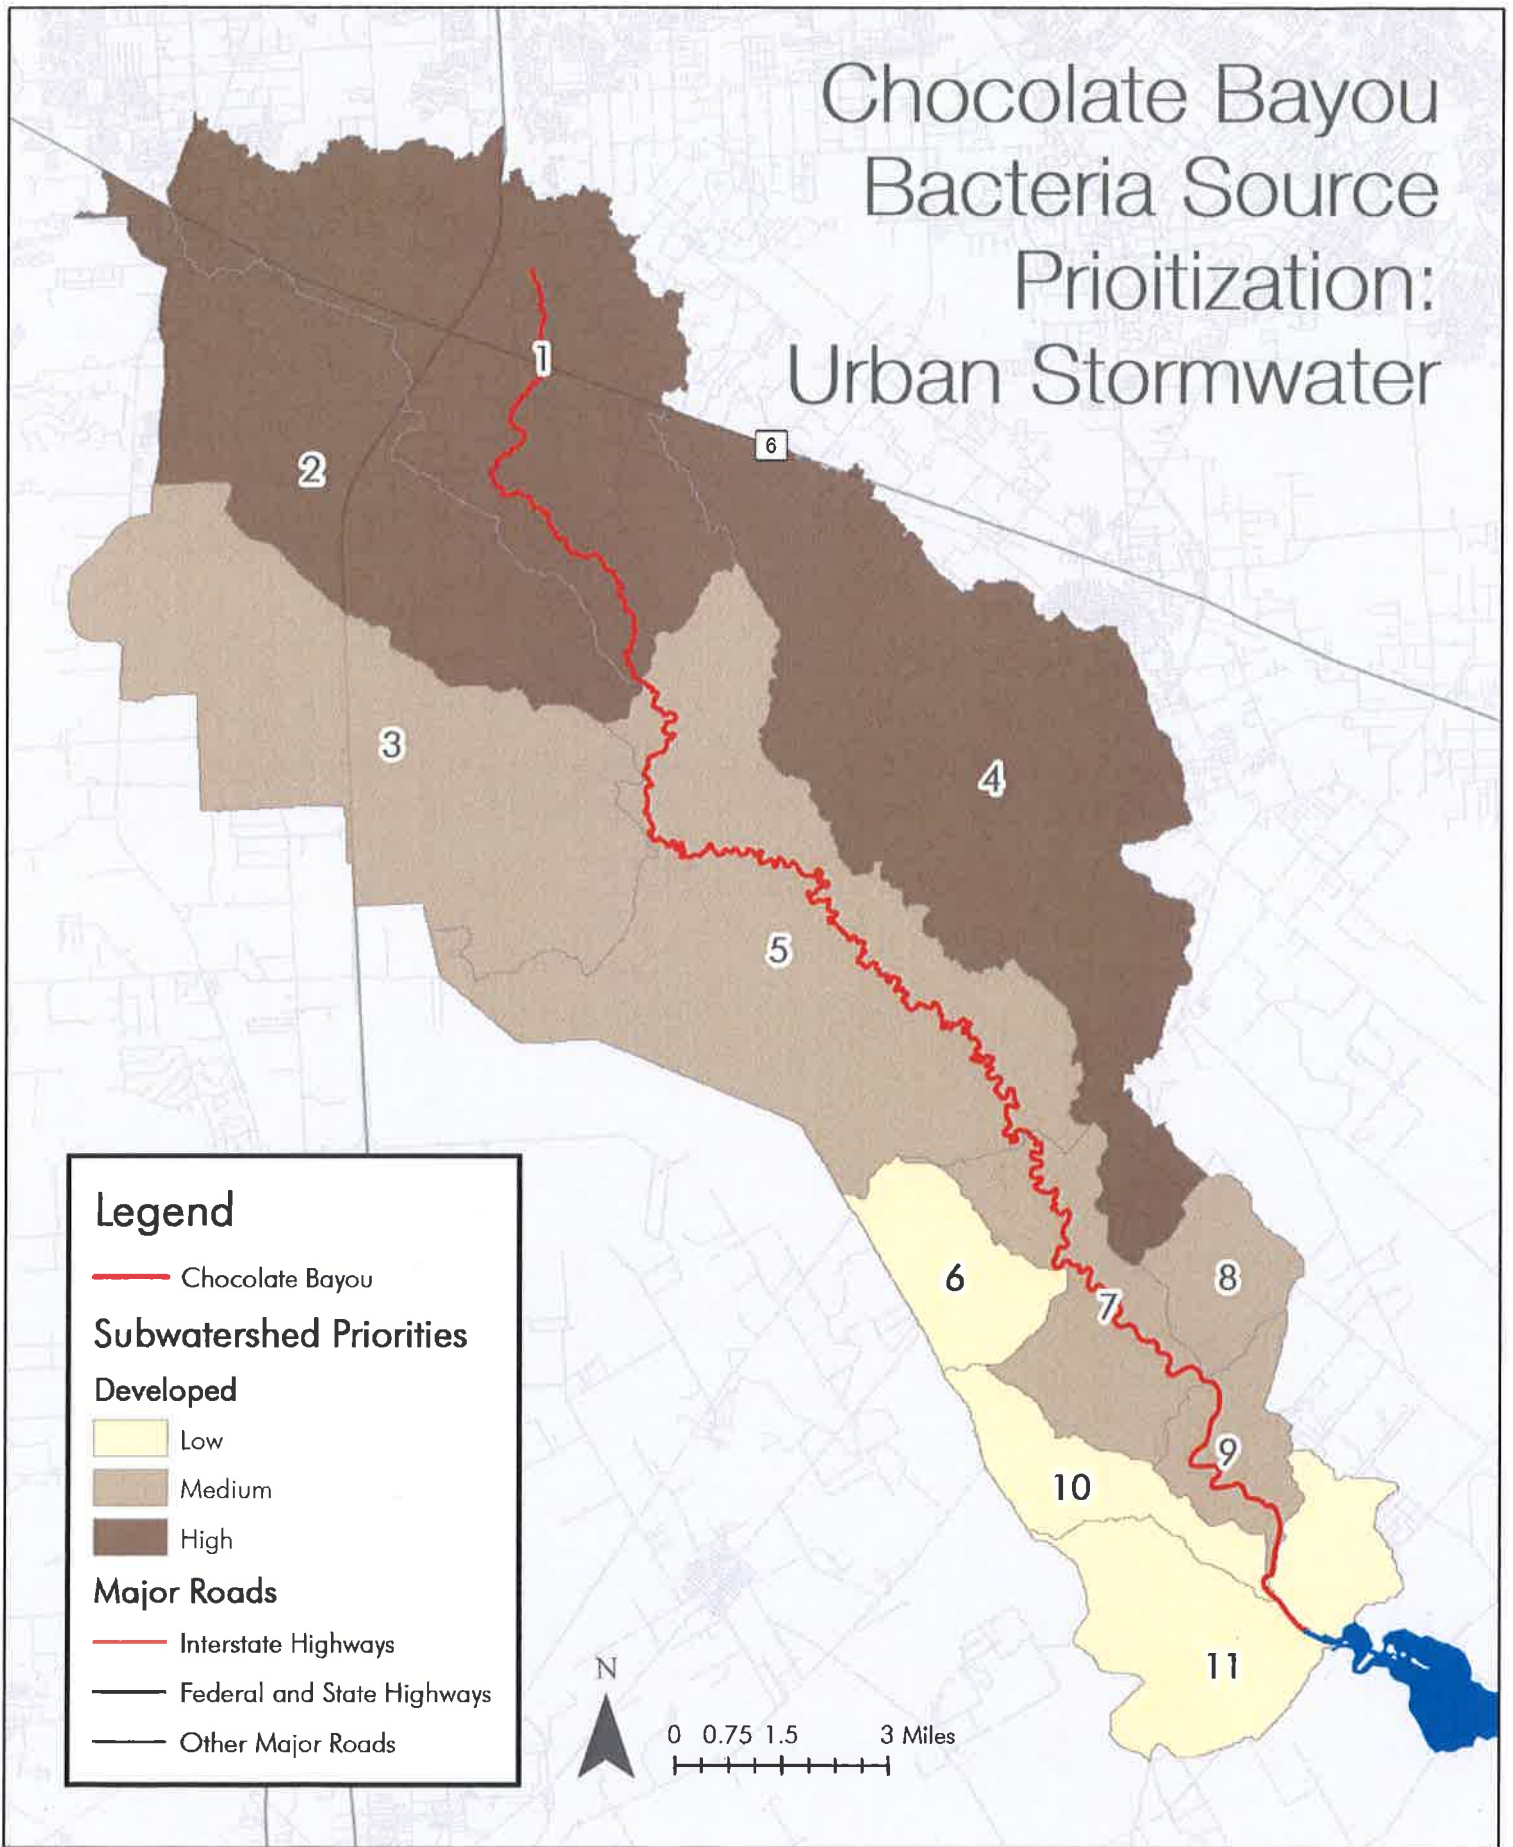 Chocolate Bayou
Bacteria Source
Prioitization:
Urban Stormwater
1
6
2
3
4
5
6
8
7
9
10
11
Legend
Chocolate Bayou
Subwatershed Priorities
Developed
Low
Medium
High
Major Roads
Interstate Highways
Federal and State Highways
Other Major Roads
N
0 0.75 1.5 3 Miles